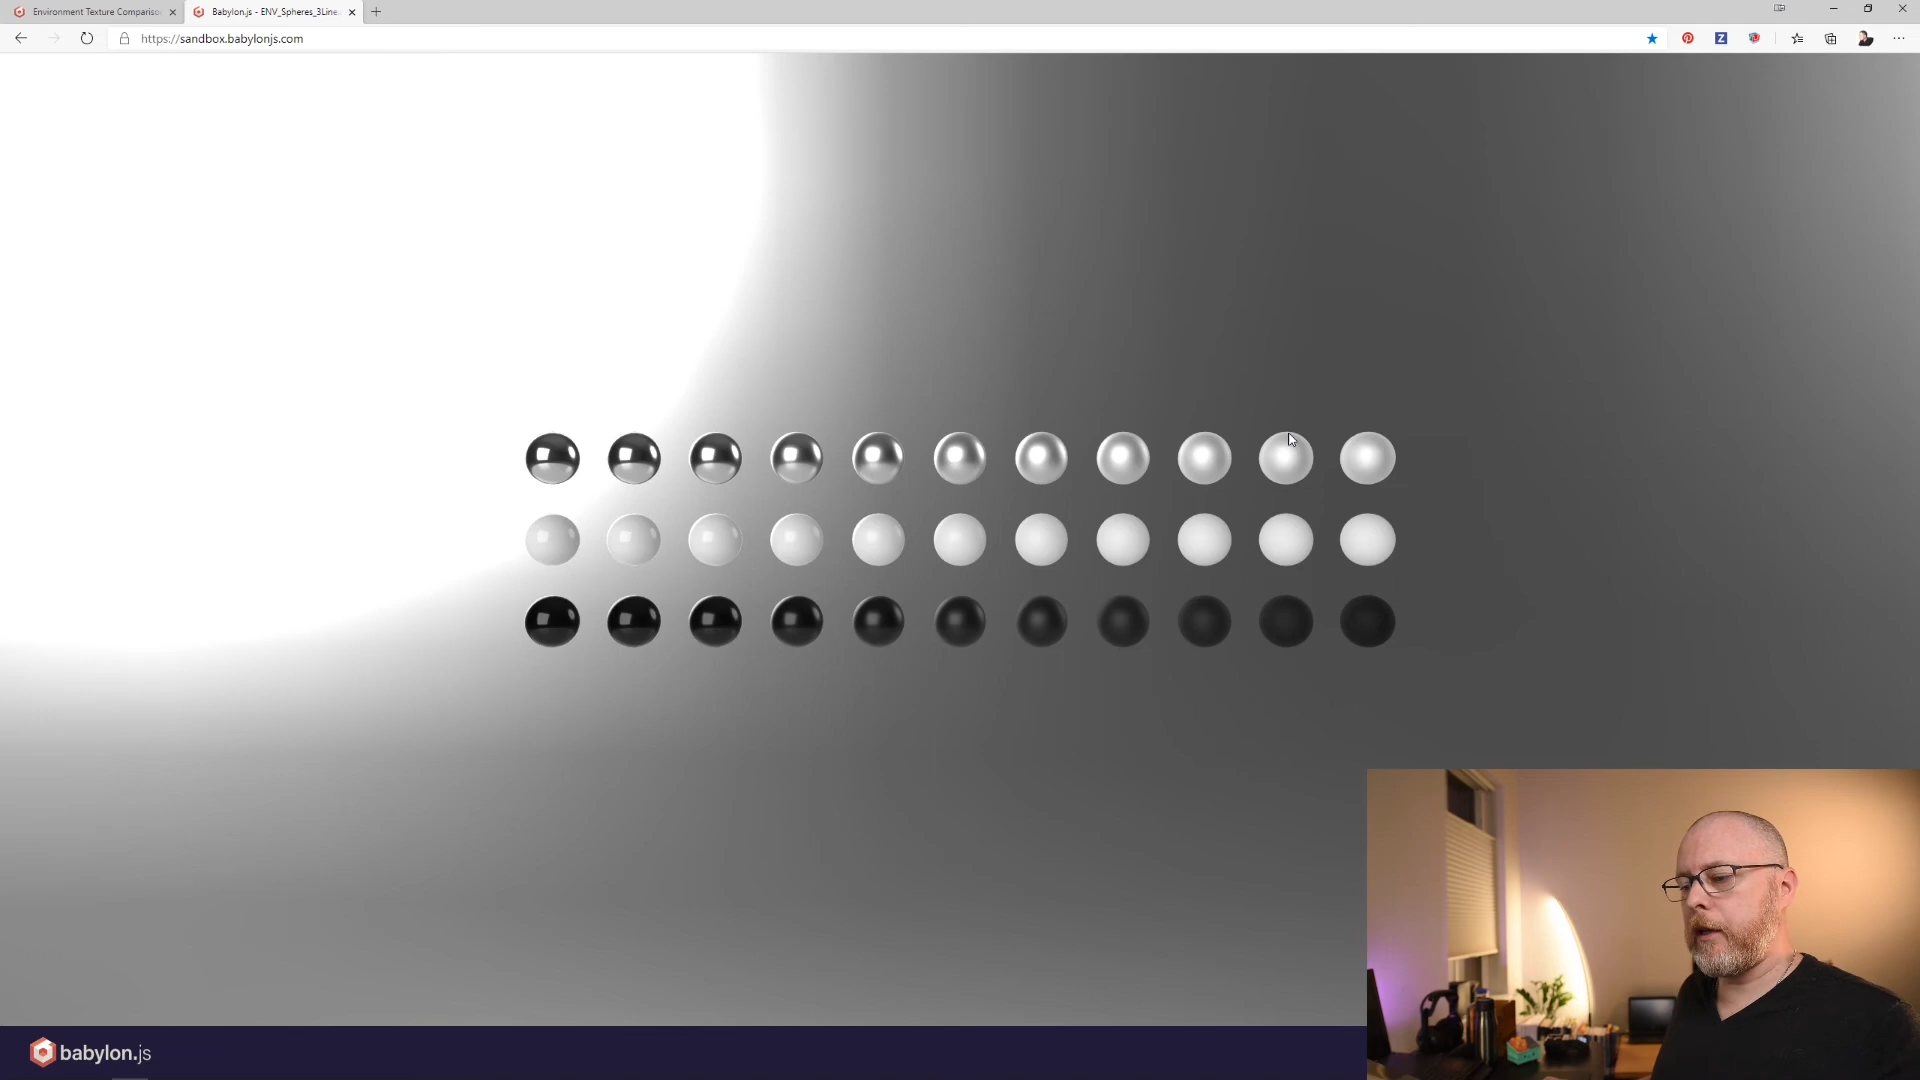 Environment Texture Compariso
Babylon.js - ENV_Spheres_3Line.
https://sandbox.babylonjs.com
babylon.js